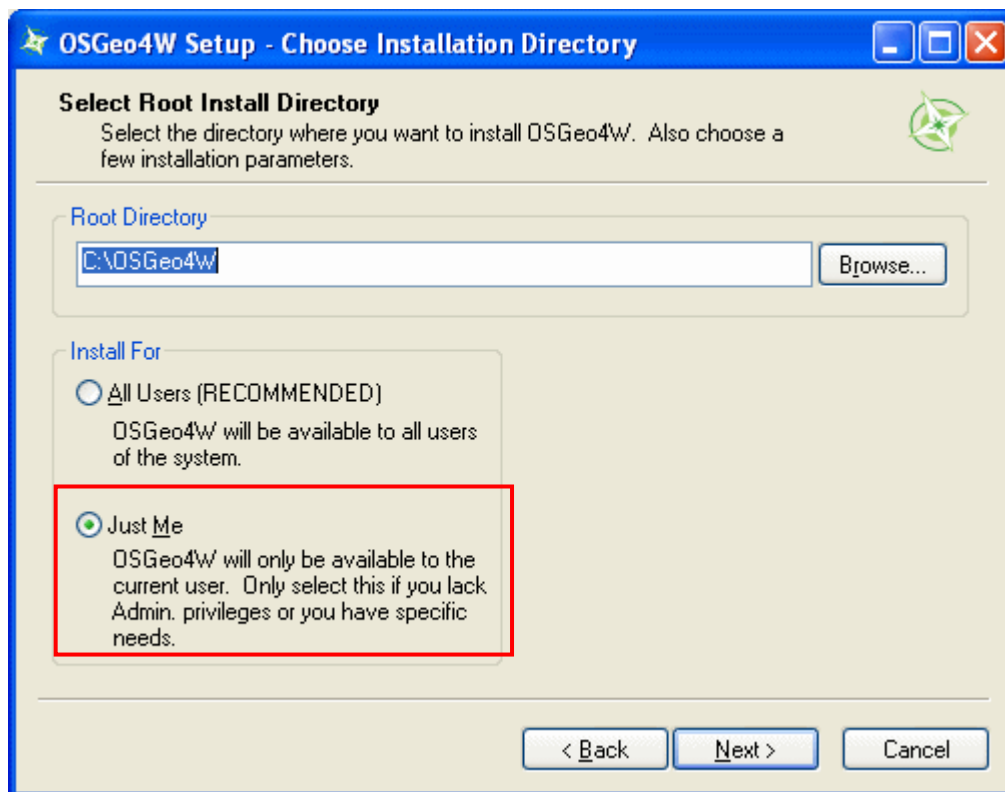 OSGeo4W Setup - Choose Installation Directory
Select Root Install Directory
Select the directory where you want to install OSGeo4W. Also choose a
few installation parameters.
Root Directory
C:\OSGeo4W
Browse...
Install For
All Users (RECOMMENDED)
OSGeo4W will be available to all users
of the system.
Just Me
OSGeo4W will only be available to the
current user. Only select this if you lack
Admin. privileges or you have specific
needs.
< Back
Next >
Cancel